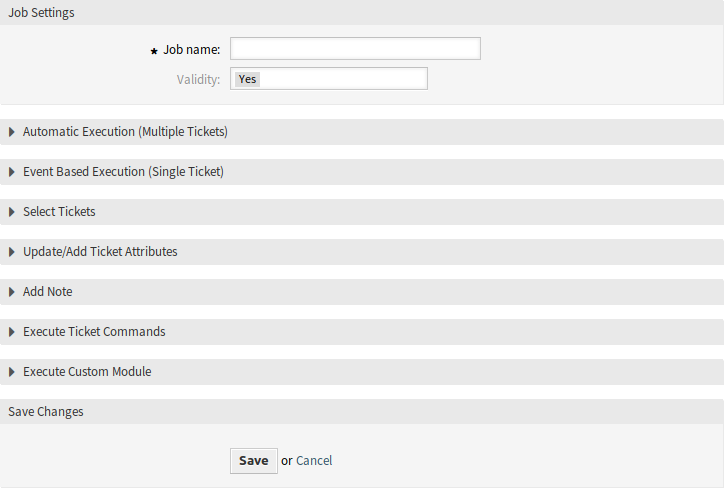 Job Settings
★ Job name:
Validity: Yes
Automatic Execution (Multiple Tickets)
Event Based Execution (Single Ticket)
Select Tickets
Update/Add Ticket Attributes
Add Note
Execute Ticket Commands
Execute Custom Module
Save Changes
Save or Cancel